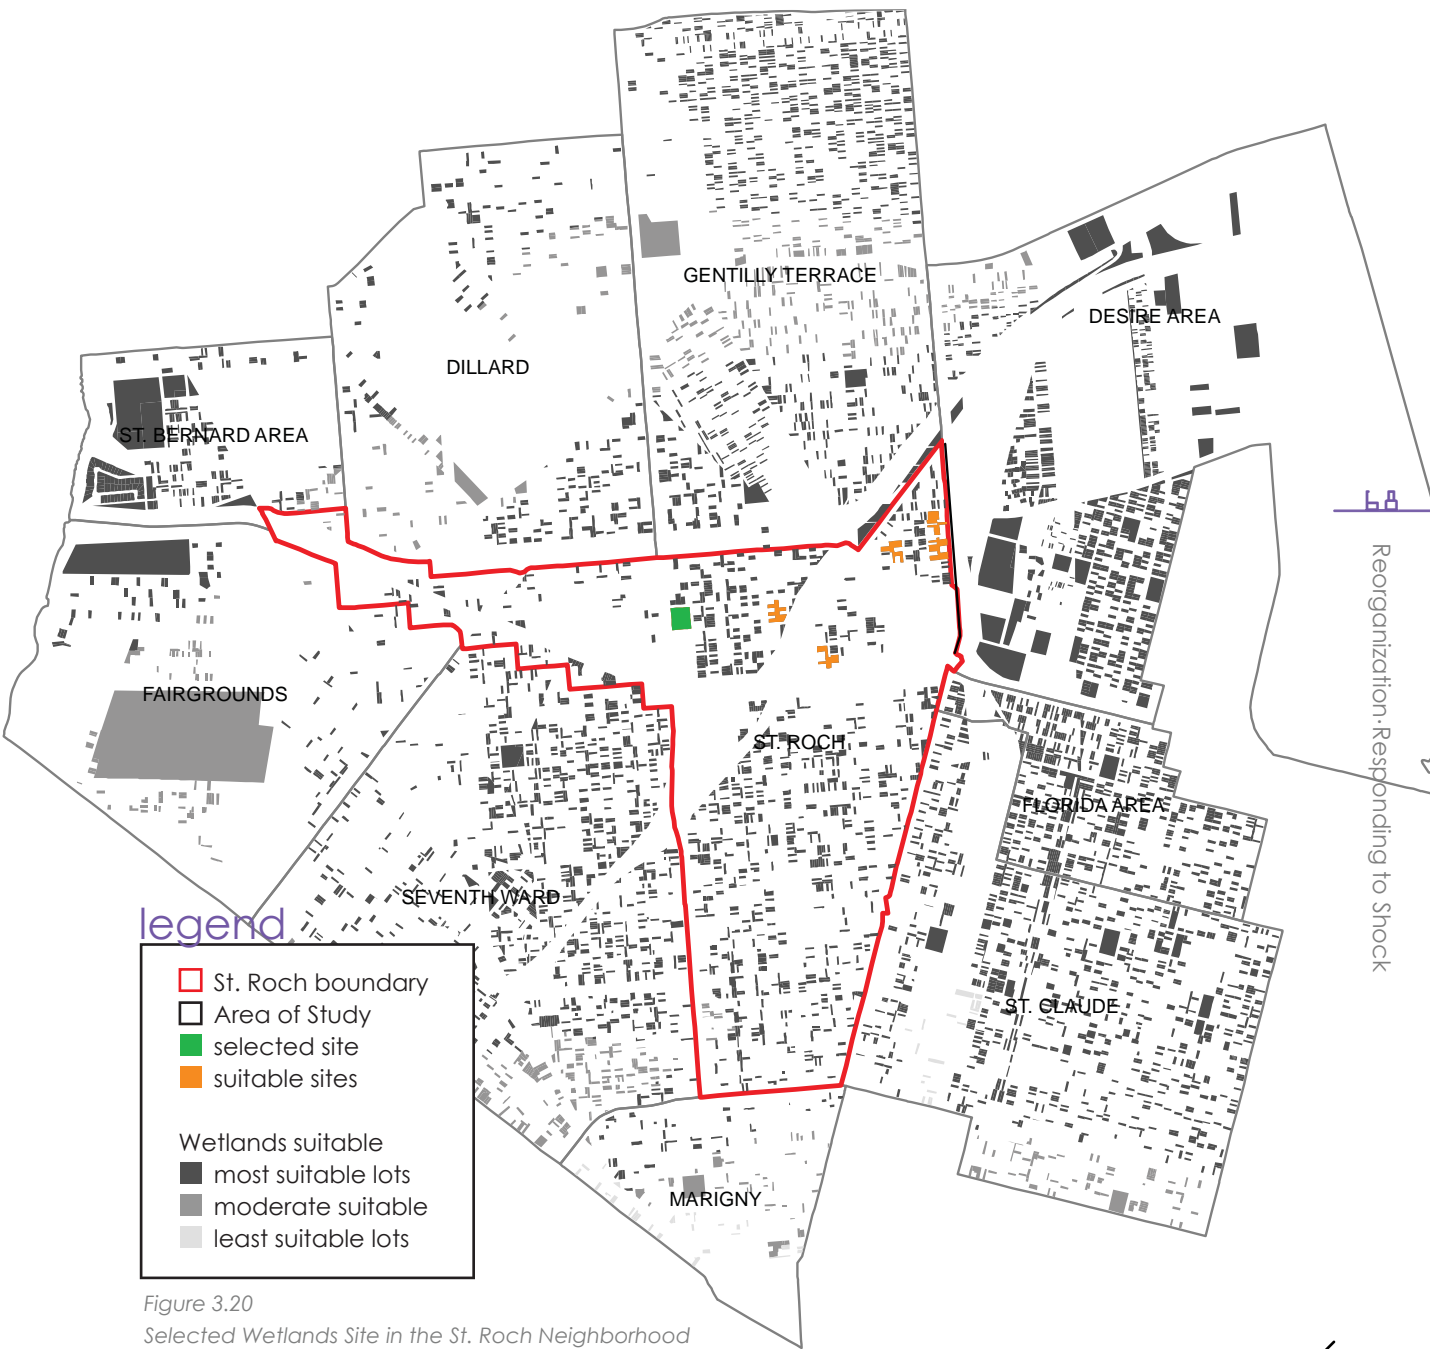 GENTILLY TERRACE
DESIRE AREA
DILLARD
ST. BERNARD AREA
FAIRGROUNDS
ST. ROCH
FLORIDA AREA
SEVENTH WARD
ST. CLAUDE
MARIGNY
Reorganization·Responding to Shock
legend
St. Roch boundary
Area of Study
selected site
suitable sites
Wetlands suitable
most suitable lots
moderate suitable
least suitable lots
Figure 3.20
Selected Wetlands Site in the St. Roch Neighborhood